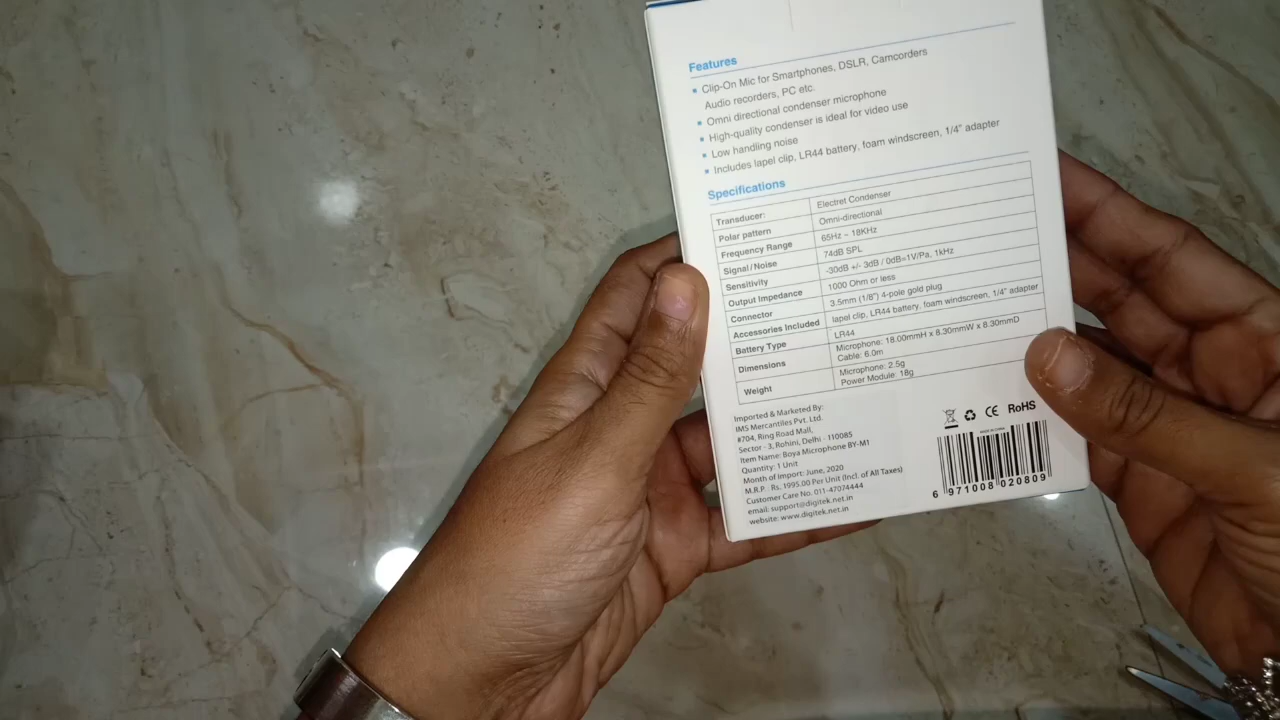 Features
▪ Clip-On Mic for Smartphones, DSLR, Camcorders
Audio recorders, PC etc.
▪ Omni directional condenser microphone
▪ High-quality condenser is ideal for video use
▪ Low handling noise
▪ Includes lapel clip, LR44 battery, foam windscreen, 1/4" adapter
Specifications
Transducer: Electret Condenser
Polar pattern Omni-directional
Frequency Range 65Hz ~ 18KHz
Signal/Noise 74dB SPL
Sensitivity -30dB +/- 3dB / 0dB=1V/Pa, 1kHz
Output Impedance 1000 Ohm or less
Connector 3.5mm (1/8") 4-pole gold plug
Accessories Included lapel clip, LR44 battery, foam windscreen, 1/4" adapter
Battery Type LR44
Dimensions Microphone: 18.00mmH x 8.30mmW x 8.30mmD
Cable: 6.0m
Weight Microphone: 2.5g
Power Module: 18g
Imported & Marketed By:
IMS Mercantiles Pvt. Ltd.
#704, Ring Road Mall,
Sector - 3, Rohini, Delhi - 110085
Item Name: Boya Microphone BY-M1
Quantity: 1 Unit
Month of Import: June, 2020
M.R.P. Rs. 1995.00 Per Unit (Incl. of All Taxes)
Customer Care No. 011-47074444
email: support@digitek.net.in
website: www.digitek.net.in
CE RoHS
6 971008 020809